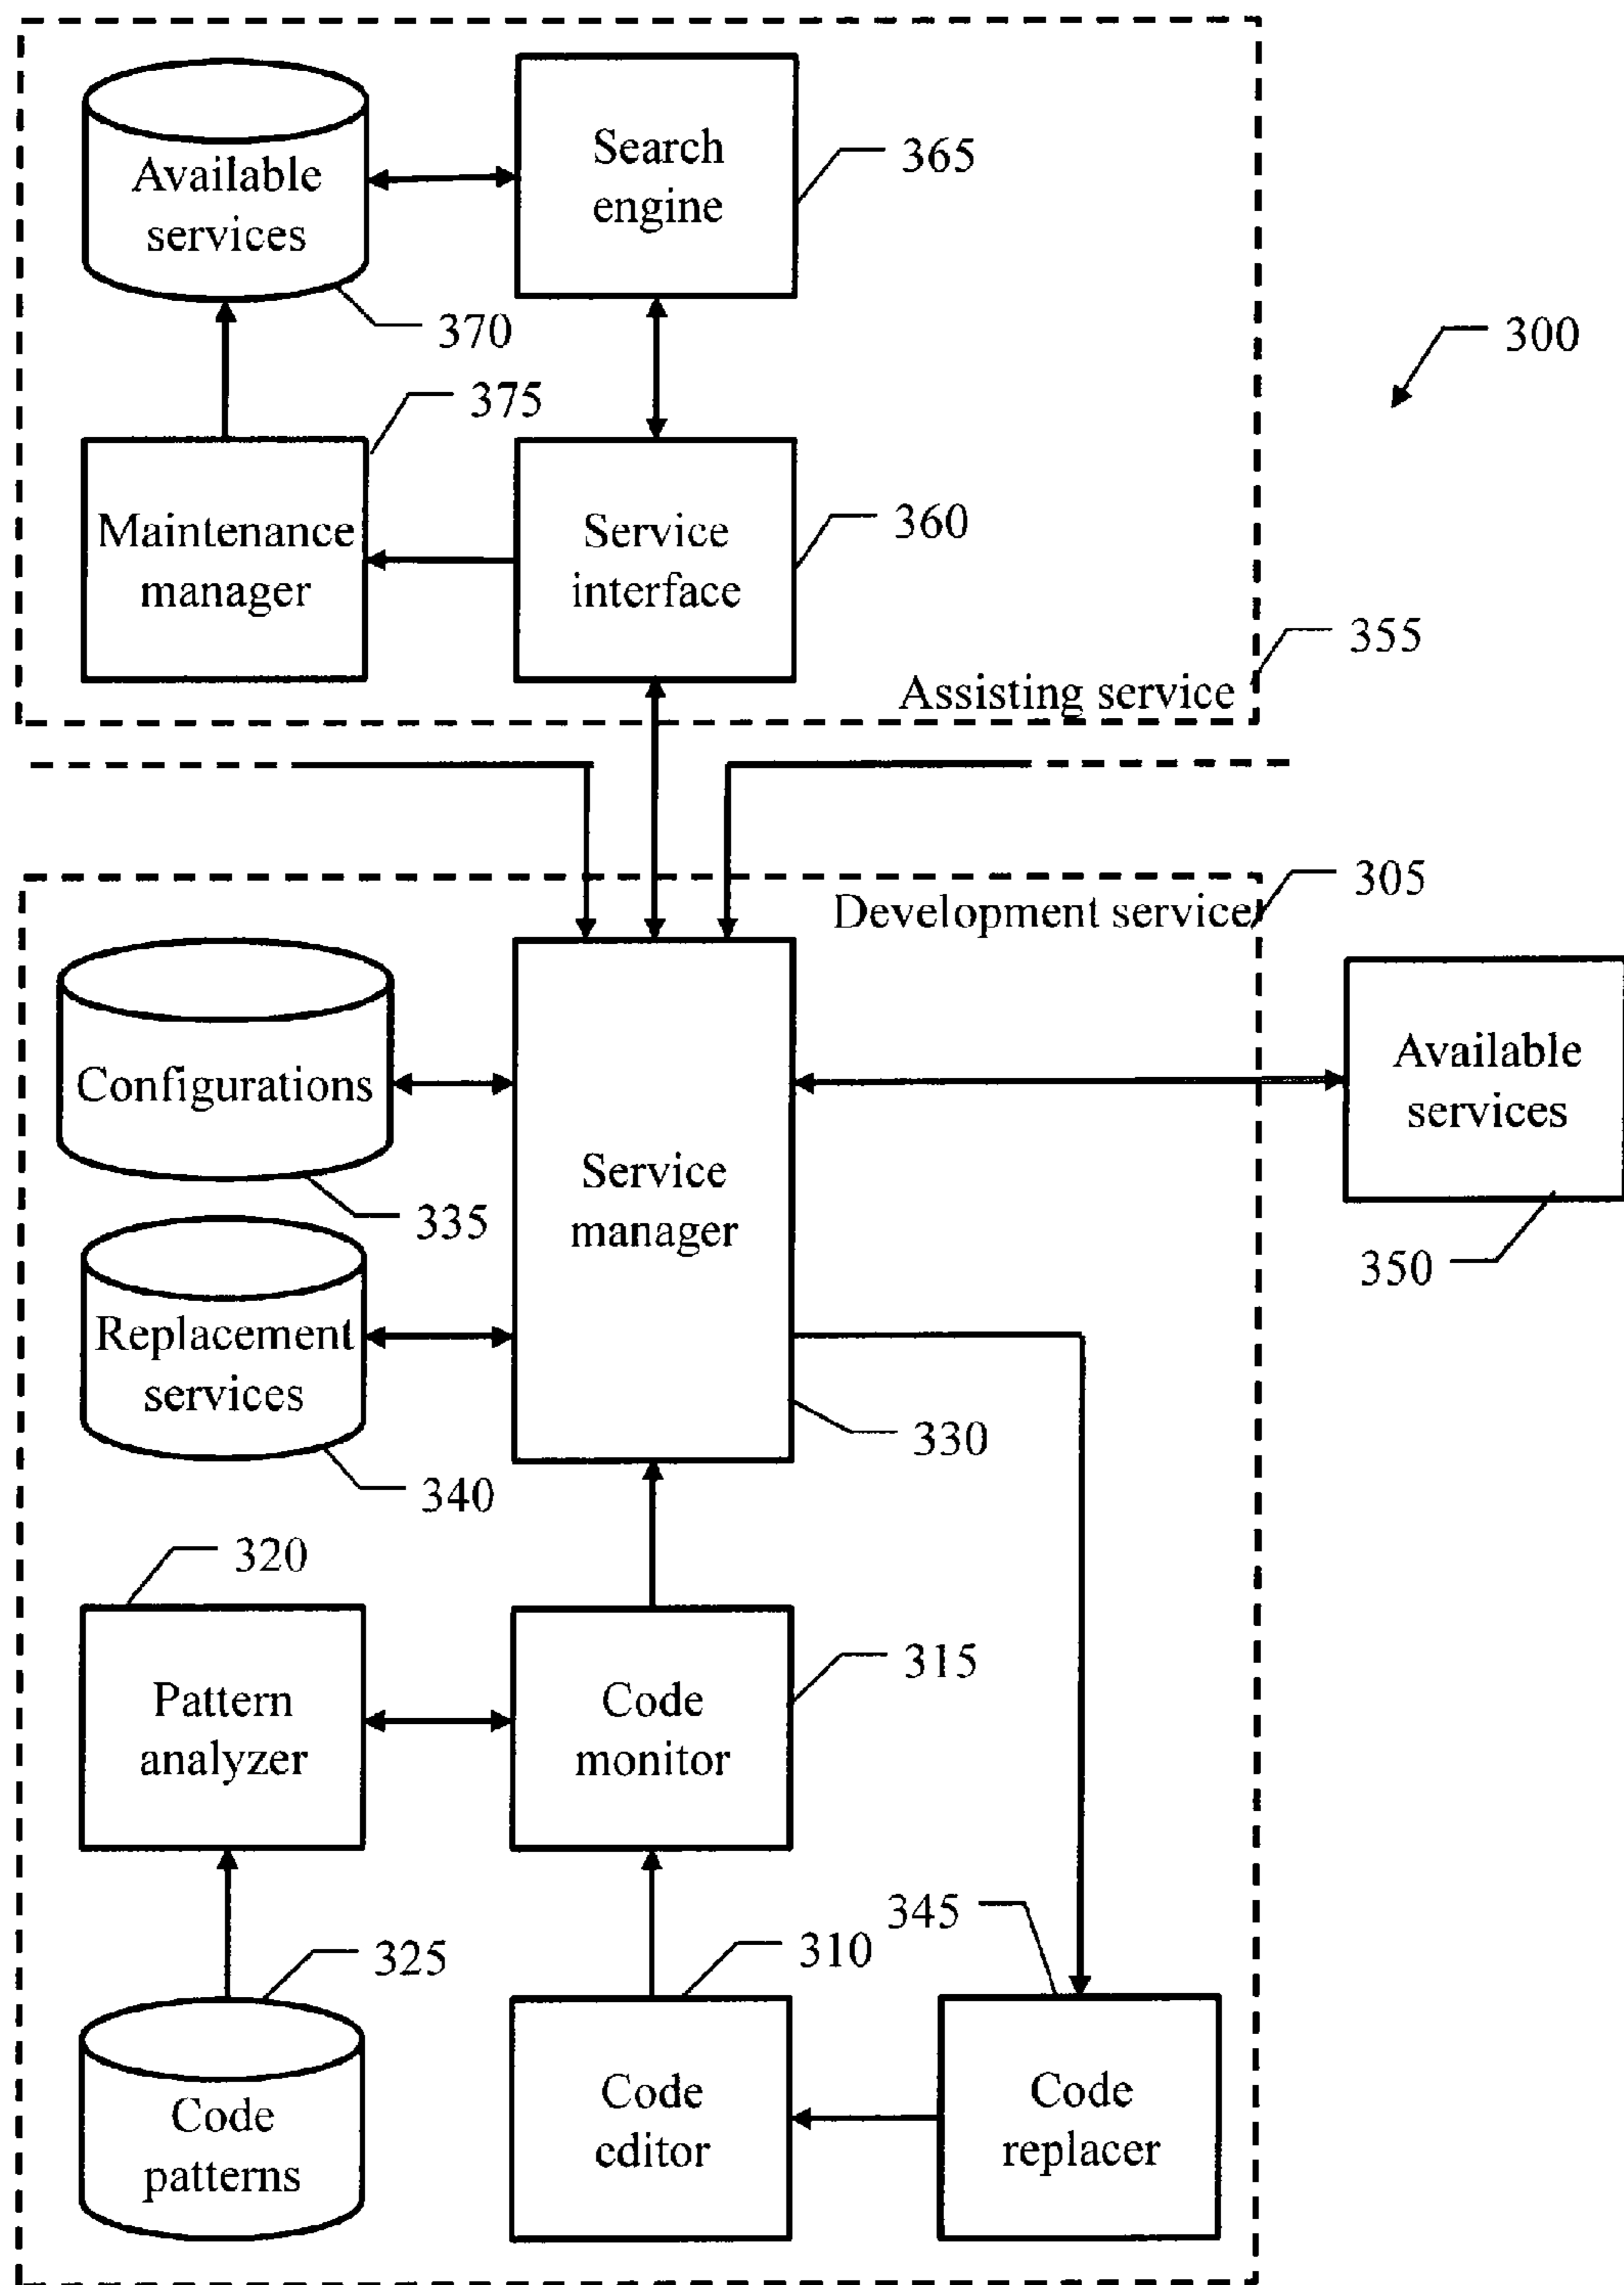 Available
services
Search
engine
365
370
300
375
Maintenance
manager
Service
interface
360
355
Assisting service
305
Development service
Configurations
335
Service
manager
Available
services
350
Replacement
services
340
330
320
Pattern
analyzer
Code
monitor
315
345
325
310
Code
patterns
Code
editor
Code
replacer